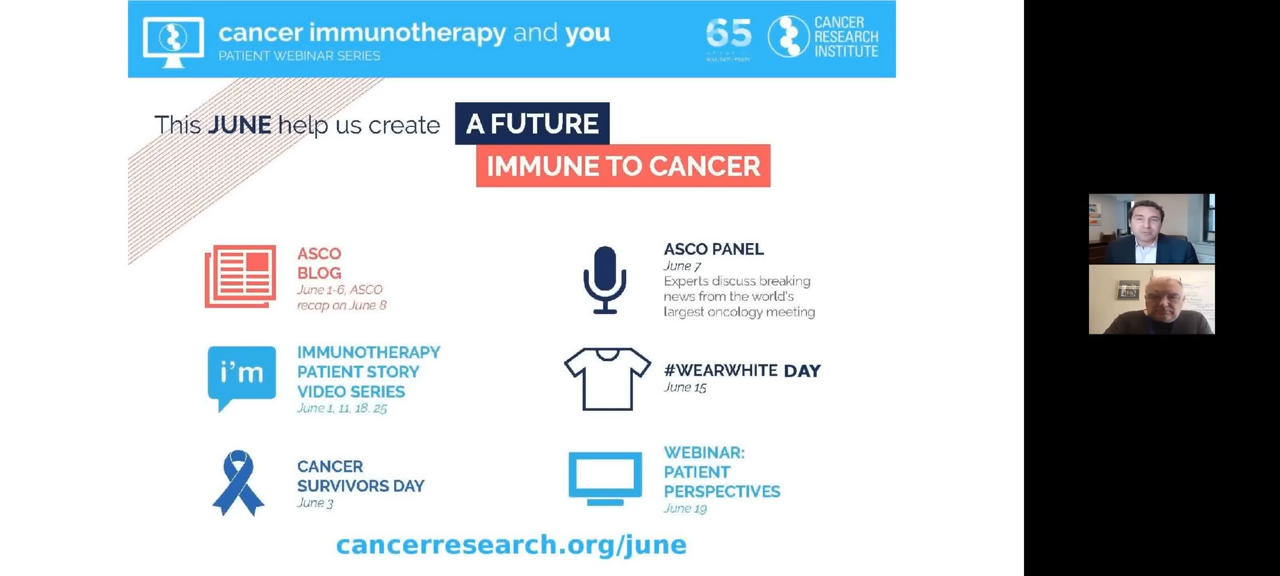 cancer immunotherapy and you
PATIENT WEBINAR SERIES
65
CANCER
RESEARCH
INSTITUTE
This JUNE help us create A FUTURE
IMMUNE TO CANCER
ASCO
BLOG
June 1-6, ASCO
recap on June 8
ASCO PANEL
June 7
Experts discuss breaking
news from the world's
largest oncology meeting
i'm
IMMUNOTHERAPY
PATIENT STORY
VIDEO SERIES
June 1, 11, 18, 25
#WEARWHITE DAY
June 15
CANCER
SURVIVORS DAY
June 3
WEBINAR:
PATIENT
PERSPECTIVES
June 19
cancerresearch.org/june